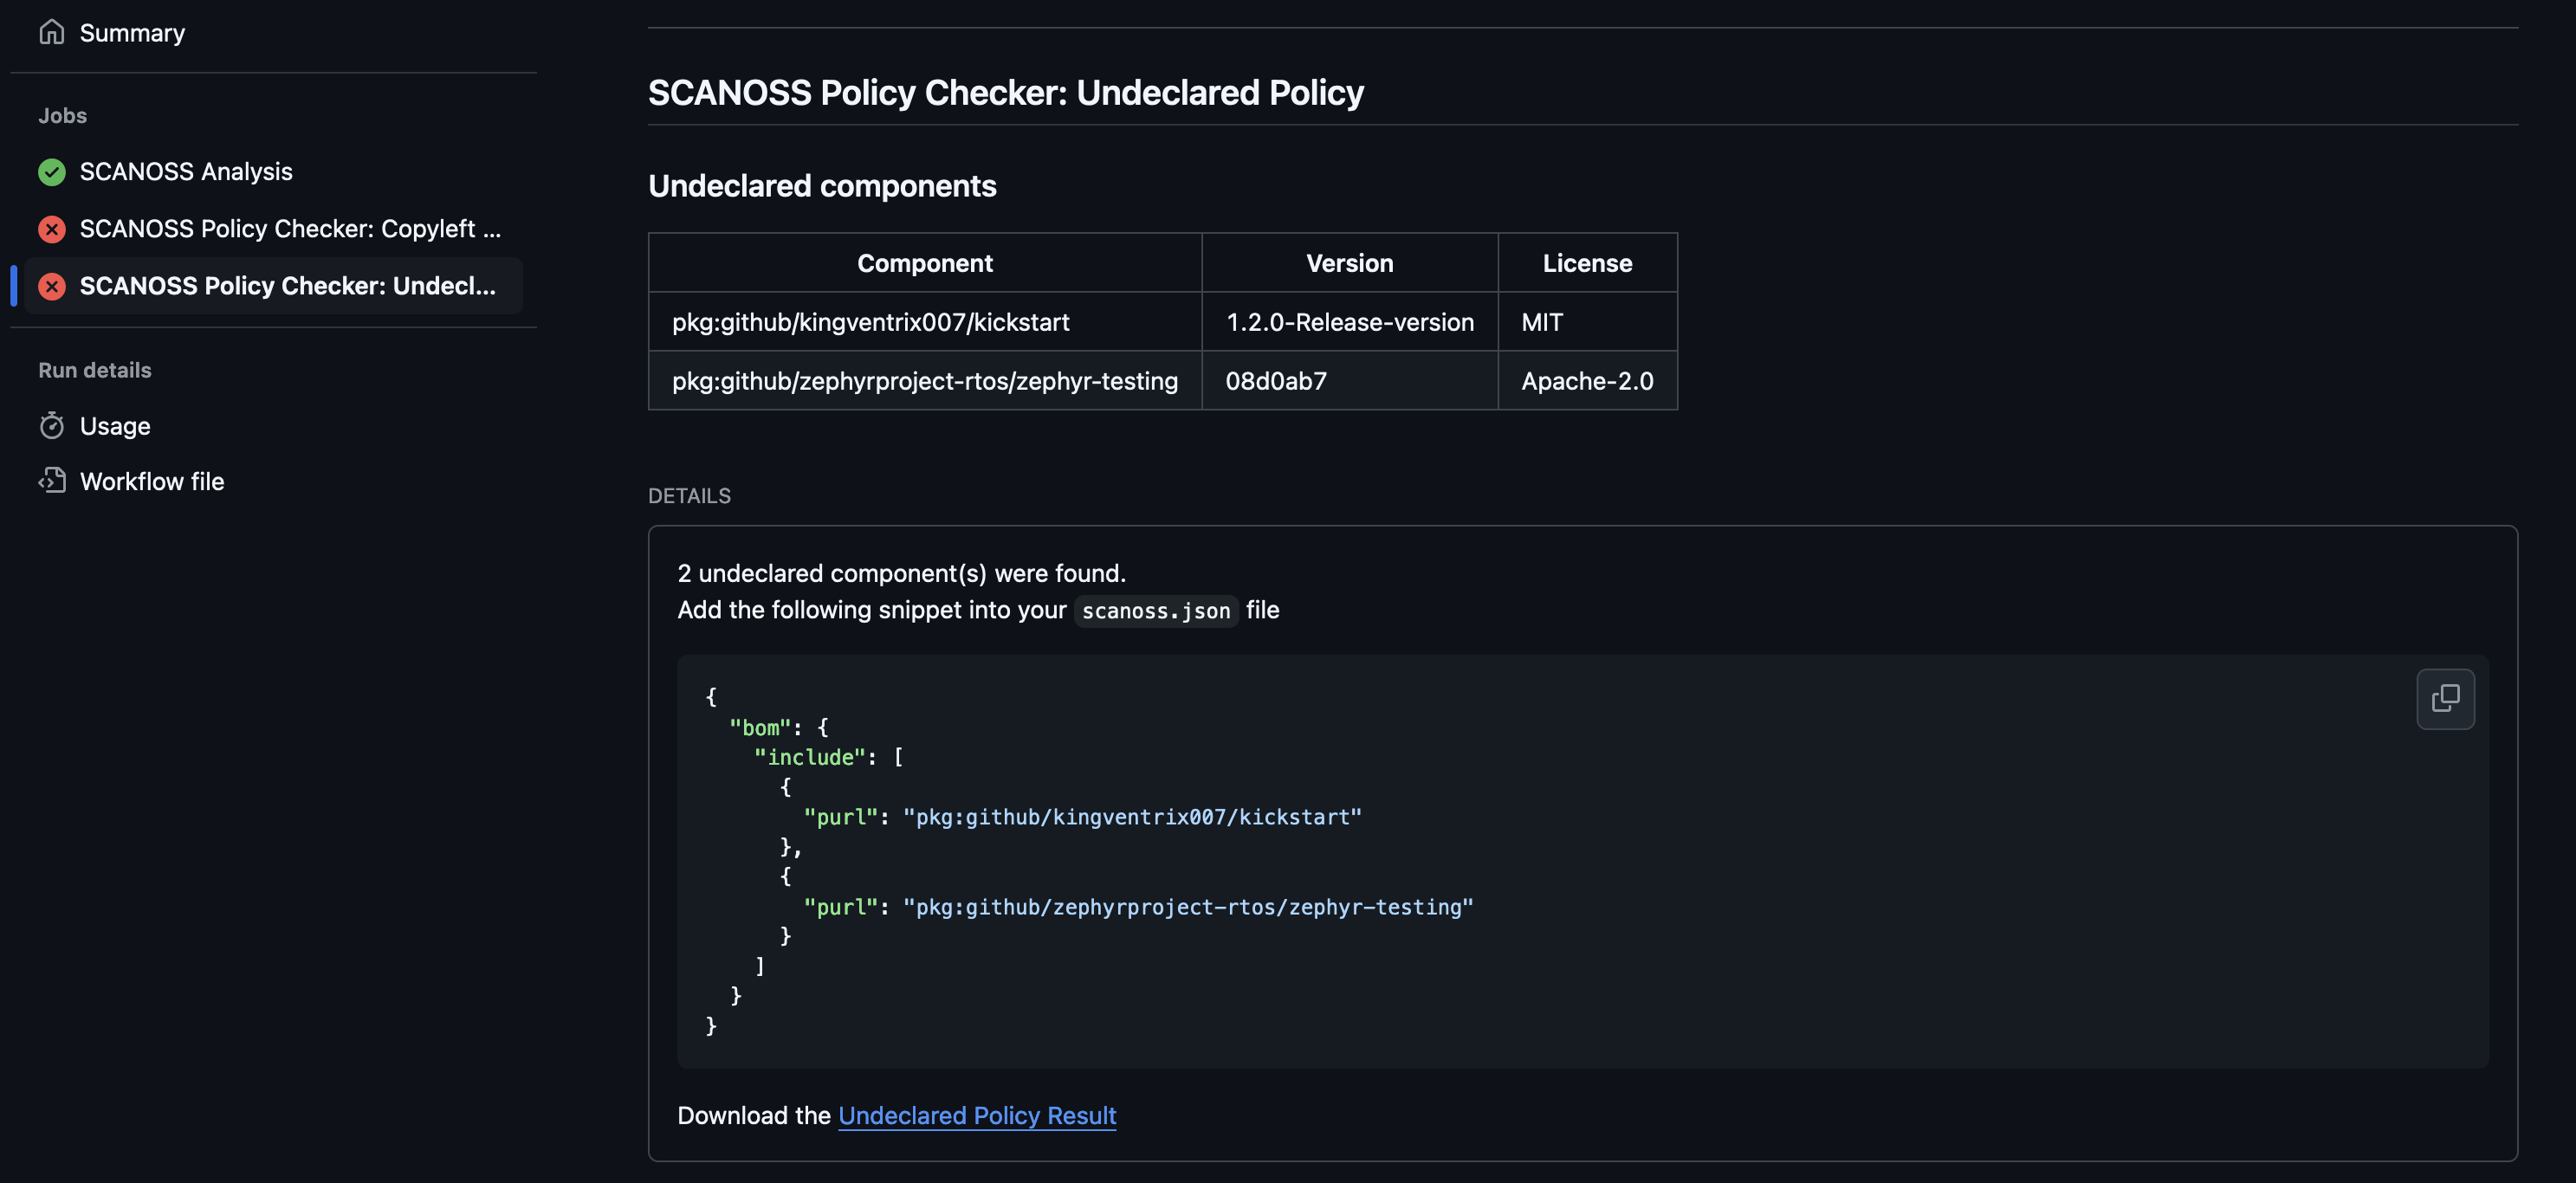 Summary
Jobs
SCANOSS Analysis
SCANOSS Policy Checker: Copyleft ...
SCANOSS Policy Checker: Undecl...
Run details
Usage
Workflow file
SCANOSS Policy Checker: Undeclared Policy
Undeclared components
Component Version License
pkg:github/kingventrix007/kickstart 1.2.0-Release-version MIT
pkg:github/zephyrproject-rtos/zephyr-testing 08d0ab7 Apache-2.0
DETAILS
2 undeclared component(s) were found.
Add the following snippet into your scanoss.json file
{
  "bom": {
    "include": [
      {
        "purl": "pkg:github/kingventrix007/kickstart"
      },
      {
        "purl": "pkg:github/zephyrproject-rtos/zephyr-testing"
      }
    ]
  }
}
Download the Undeclared Policy Result